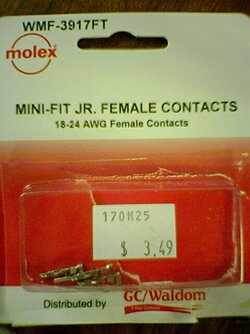 WMF-3917FT
molex
MINI-FIT JR. FEMALE CONTACTS
18-24 AWG Female Contacts
170M25
$ 3.49
Distributed by GC/Waldom